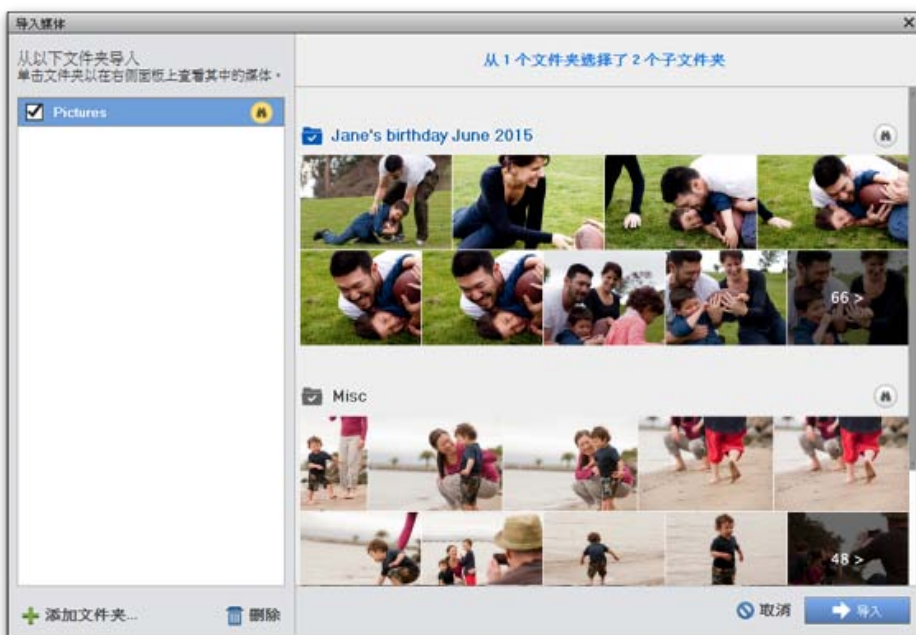 导入媒体
从以下文件夹导入
单击文件夹以在右侧面板上查看其中的媒体。
Pictures
从 1 个文件夹选择了 2 个子文件夹
Jane's birthday June 2015
66 >
Misc
48 >
添加文件夹...
删除
取消
导入